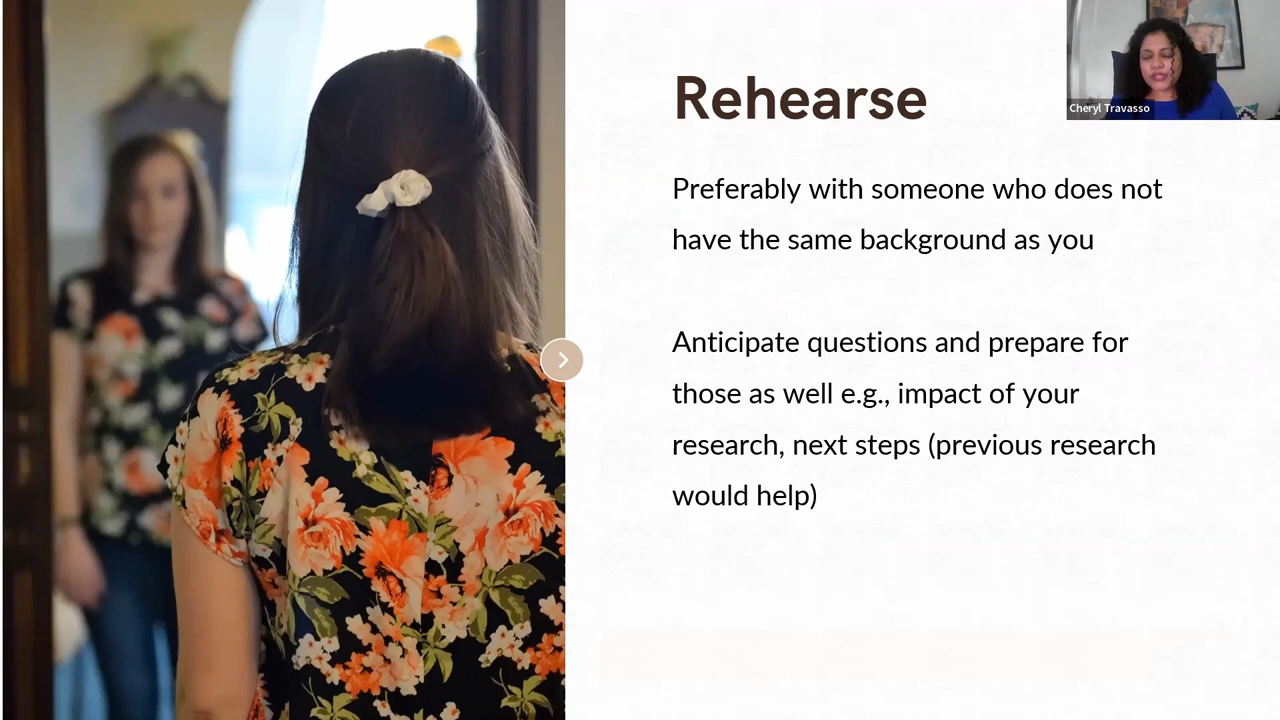 Rehearse
Cheryl Travasso
Preferably with someone who does not
have the same background as you
Anticipate questions and prepare for
those as well e.g., impact of your
research, next steps (previous research
would help)